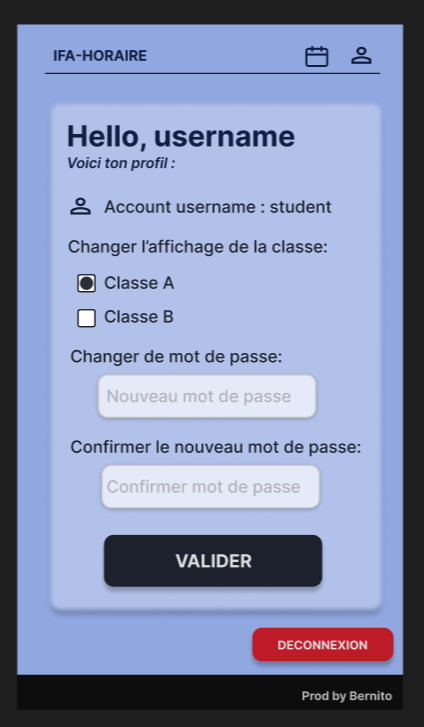 IFA-HORAIRE
Hello, username
Voici ton profil :
Account username : student
Changer l'affichage de la classe:
Classe A
Classe B
Changer de mot de passe:
Nouveau mot de passe
Confirmer le nouveau mot de passe:
Confirmer mot de passe
VALIDER
DECONNEXION
Prod by Bernito